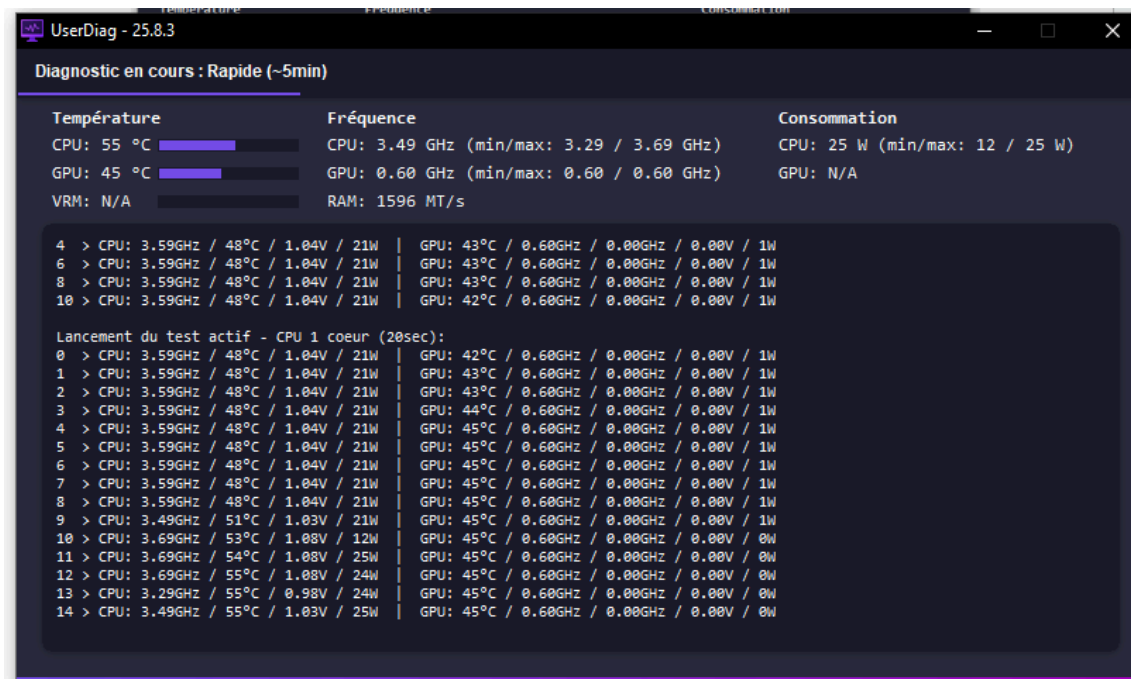 Température Fréquence Consommation
UserDiag - 25.8.3
Diagnostic en cours : Rapide (~5min)
Température Fréquence Consommation
CPU: 55 °C CPU: 3.49 GHz (min/max: 3.29 / 3.69 GHz) CPU: 25 W (min/max: 12 / 25 W)
GPU: 45 °C GPU: 0.60 GHz (min/max: 0.60 / 0.60 GHz) GPU: N/A
VRM: N/A RAM: 1596 MT/s
4 > CPU: 3.59GHz / 48°C / 1.04V / 21W | GPU: 43°C / 0.60GHz / 0.00GHz / 0.00V / 1W
6 > CPU: 3.59GHz / 48°C / 1.04V / 21W | GPU: 43°C / 0.60GHz / 0.00GHz / 0.00V / 1W
8 > CPU: 3.59GHz / 48°C / 1.04V / 21W | GPU: 43°C / 0.60GHz / 0.00GHz / 0.00V / 1W
10 > CPU: 3.59GHz / 48°C / 1.04V / 21W | GPU: 42°C / 0.60GHz / 0.00GHz / 0.00V / 1W
Lancement du test actif - CPU 1 coeur (20sec):
0 > CPU: 3.59GHz / 48°C / 1.04V / 21W | GPU: 42°C / 0.60GHz / 0.00GHz / 0.00V / 1W
1 > CPU: 3.59GHz / 48°C / 1.04V / 21W | GPU: 43°C / 0.60GHz / 0.00GHz / 0.00V / 1W
2 > CPU: 3.59GHz / 48°C / 1.04V / 21W | GPU: 43°C / 0.60GHz / 0.00GHz / 0.00V / 1W
3 > CPU: 3.59GHz / 48°C / 1.04V / 21W | GPU: 44°C / 0.60GHz / 0.00GHz / 0.00V / 1W
4 > CPU: 3.59GHz / 48°C / 1.04V / 21W | GPU: 45°C / 0.60GHz / 0.00GHz / 0.00V / 1W
5 > CPU: 3.59GHz / 48°C / 1.04V / 21W | GPU: 45°C / 0.60GHz / 0.00GHz / 0.00V / 1W
6 > CPU: 3.59GHz / 48°C / 1.04V / 21W | GPU: 45°C / 0.60GHz / 0.00GHz / 0.00V / 1W
7 > CPU: 3.59GHz / 48°C / 1.04V / 21W | GPU: 45°C / 0.60GHz / 0.00GHz / 0.00V / 1W
8 > CPU: 3.59GHz / 48°C / 1.04V / 21W | GPU: 45°C / 0.60GHz / 0.00GHz / 0.00V / 1W
9 > CPU: 3.49GHz / 51°C / 1.03V / 21W | GPU: 45°C / 0.60GHz / 0.00GHz / 0.00V / 1W
10 > CPU: 3.69GHz / 53°C / 1.08V / 12W | GPU: 45°C / 0.60GHz / 0.00GHz / 0.00V / 0W
11 > CPU: 3.69GHz / 54°C / 1.08V / 25W | GPU: 45°C / 0.60GHz / 0.00GHz / 0.00V / 0W
12 > CPU: 3.69GHz / 55°C / 1.08V / 24W | GPU: 45°C / 0.60GHz / 0.00GHz / 0.00V / 0W
13 > CPU: 3.29GHz / 55°C / 0.98V / 24W | GPU: 45°C / 0.60GHz / 0.00GHz / 0.00V / 0W
14 > CPU: 3.49GHz / 55°C / 1.03V / 25W | GPU: 45°C / 0.60GHz / 0.00GHz / 0.00V / 0W